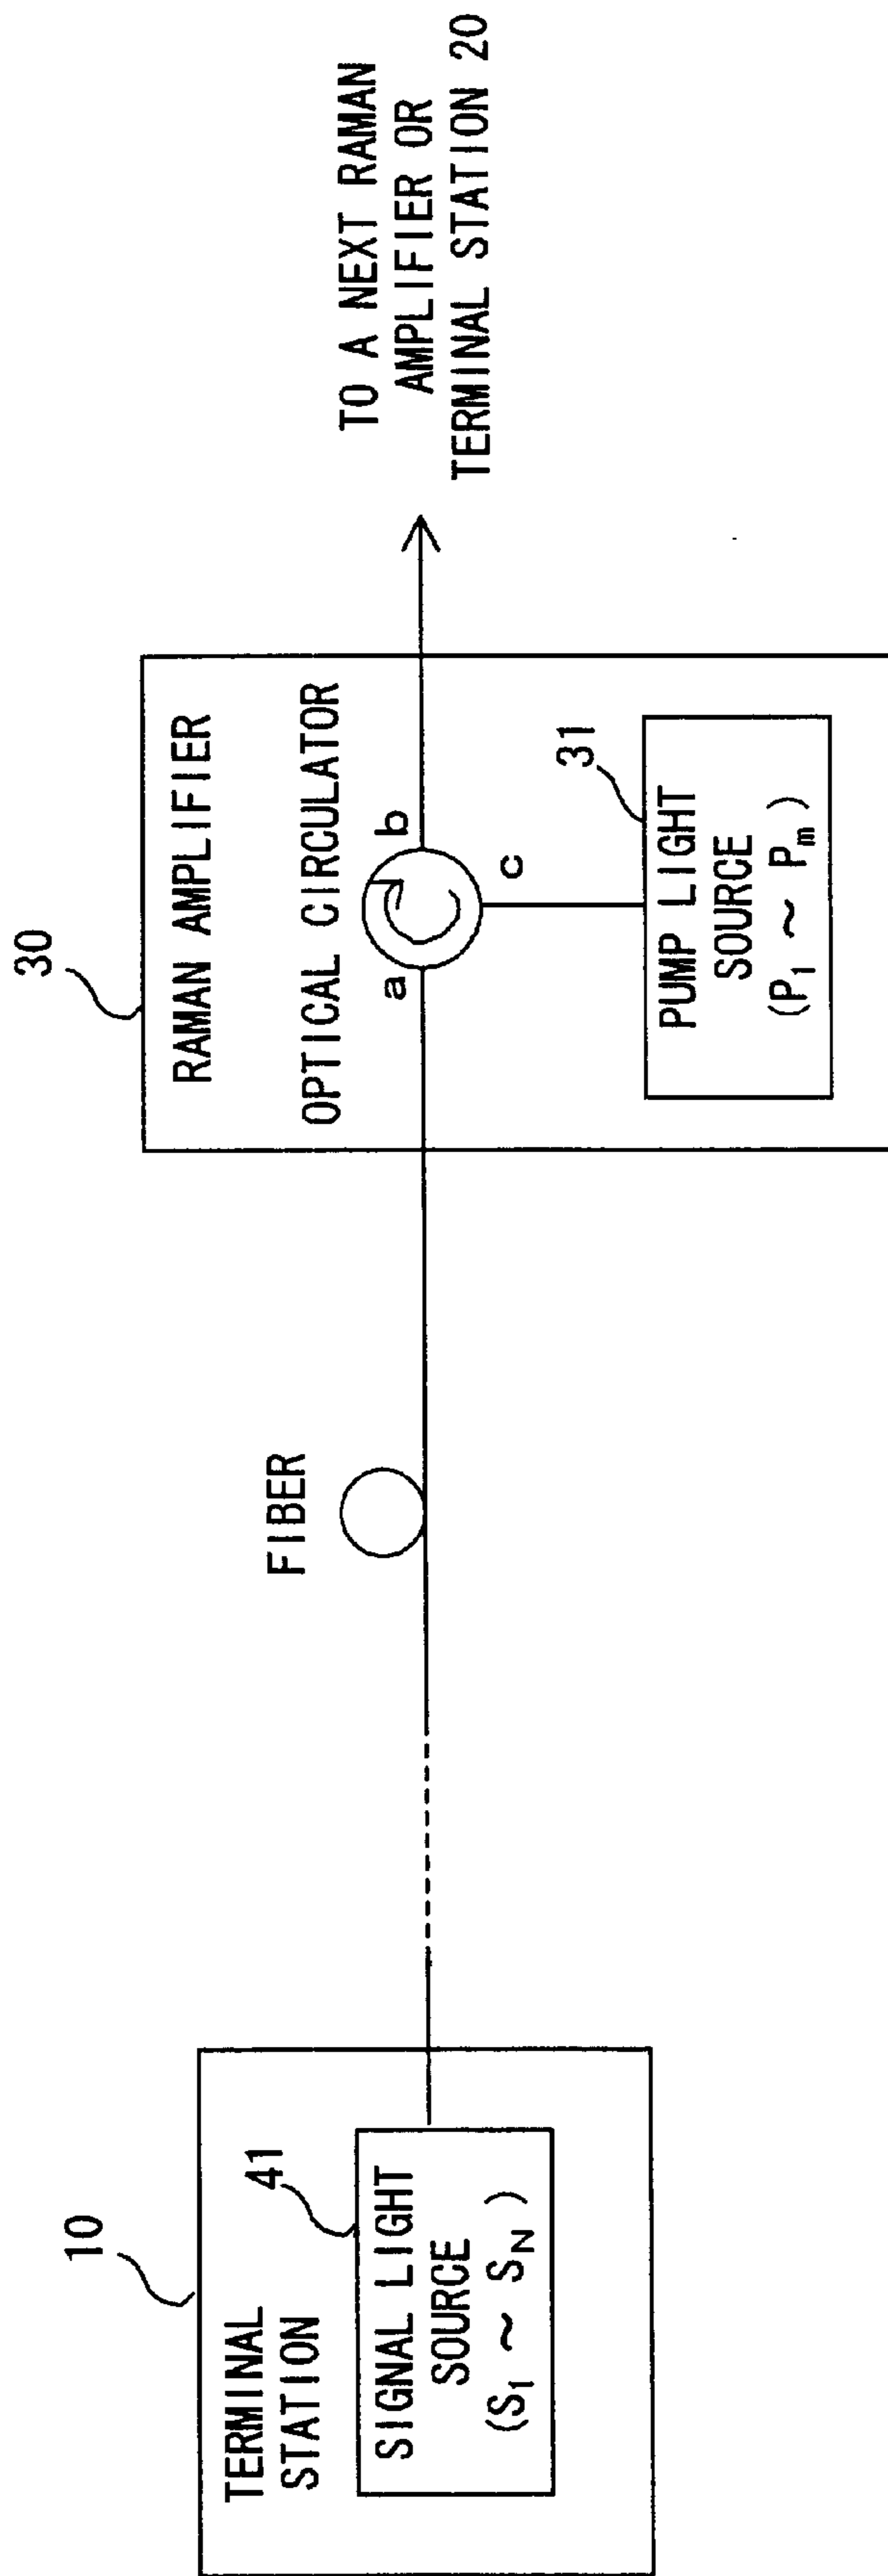 10
TERMINAL
STATION
41
SIGNAL LIGHT
SOURCE
(S1 ~ SN)
FIBER
30
RAMAN AMPLIFIER
OPTICAL CIRCULATOR
a
b
c
31
PUMP LIGHT
SOURCE
(P1 ~ Pm)
TO A NEXT RAMAN
AMPLIFIER OR
TERMINAL STATION 20